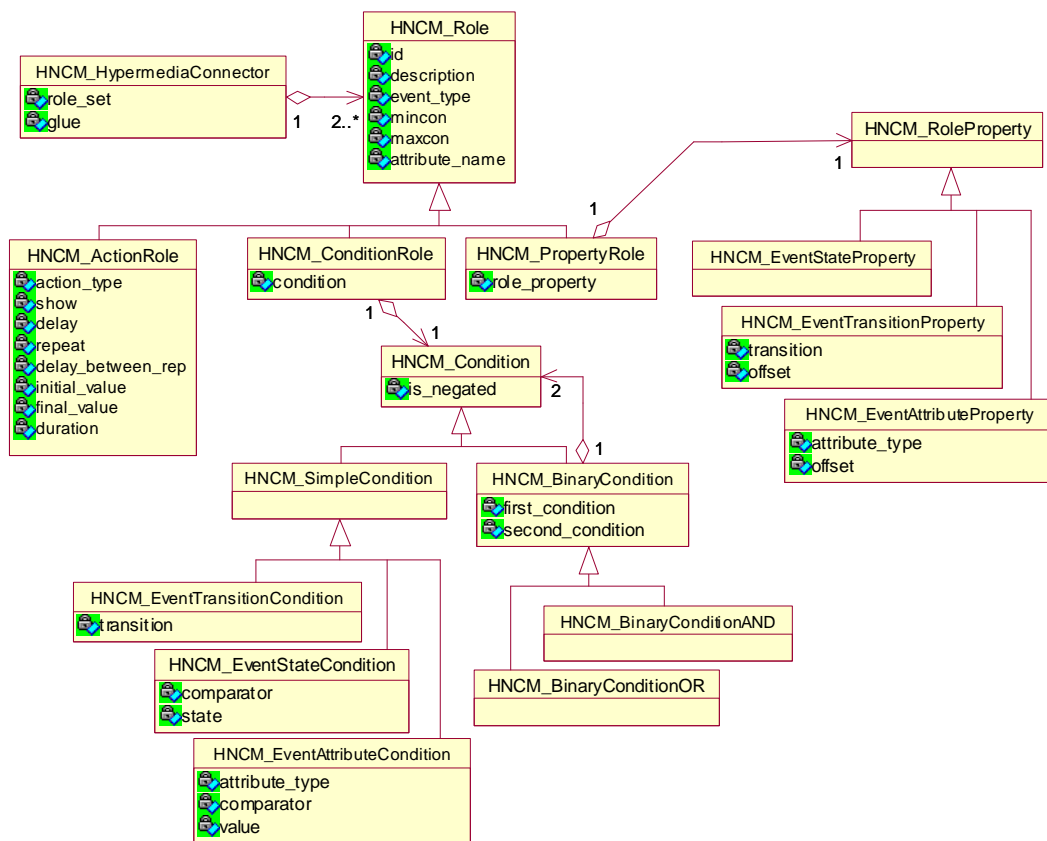 HNCM_Role
id
description
event_type
mincon
maxcon
attribute_name
HNCM_HypermediaConnector
role_set
glue
1
2..*
HNCM_RoleProperty
1
1
HNCM_ActionRole
action_type
show
delay
repeat
delay_between_rep
initial_value
final_value
duration
HNCM_ConditionRole
condition
HNCM_PropertyRole
role_property
HNCM_EventStateProperty
HNCM_EventTransitionProperty
transition
offset
HNCM_EventAttributeProperty
attribute_type
offset
1
1
HNCM_Condition
is_negated
2
1
HNCM_SimpleCondition
HNCM_BinaryCondition
first_condition
second_condition
HNCM_EventTransitionCondition
transition
HNCM_BinaryConditionAND
HNCM_EventStateCondition
comparator
state
HNCM_BinaryConditionOR
HNCM_EventAttributeCondition
attribute_type
comparator
value